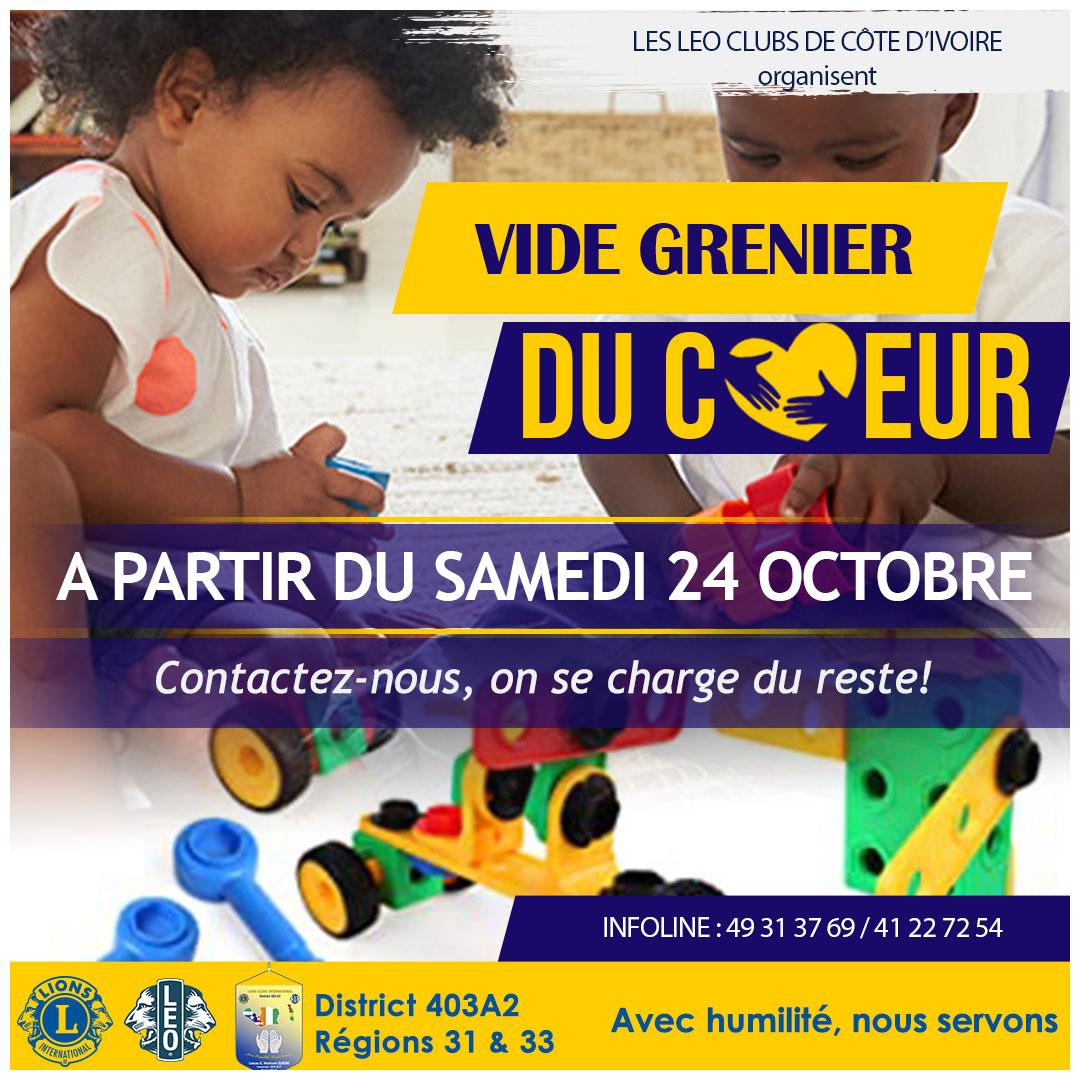 LES LEO CLUBS DE CÔTE D'IVOIRE
organisent
VIDE GRENIER
DU CŒUR
A PARTIR DU SAMEDI 24 OCTOBRE
Contactez-nous, on se charge du reste!
INFOLINE : 49 31 37 69 / 41 22 72 54
LIONS
L
INTERNATIONAL
LEO
District 403A2
Régions 31 & 33
Avec humilité, nous servons